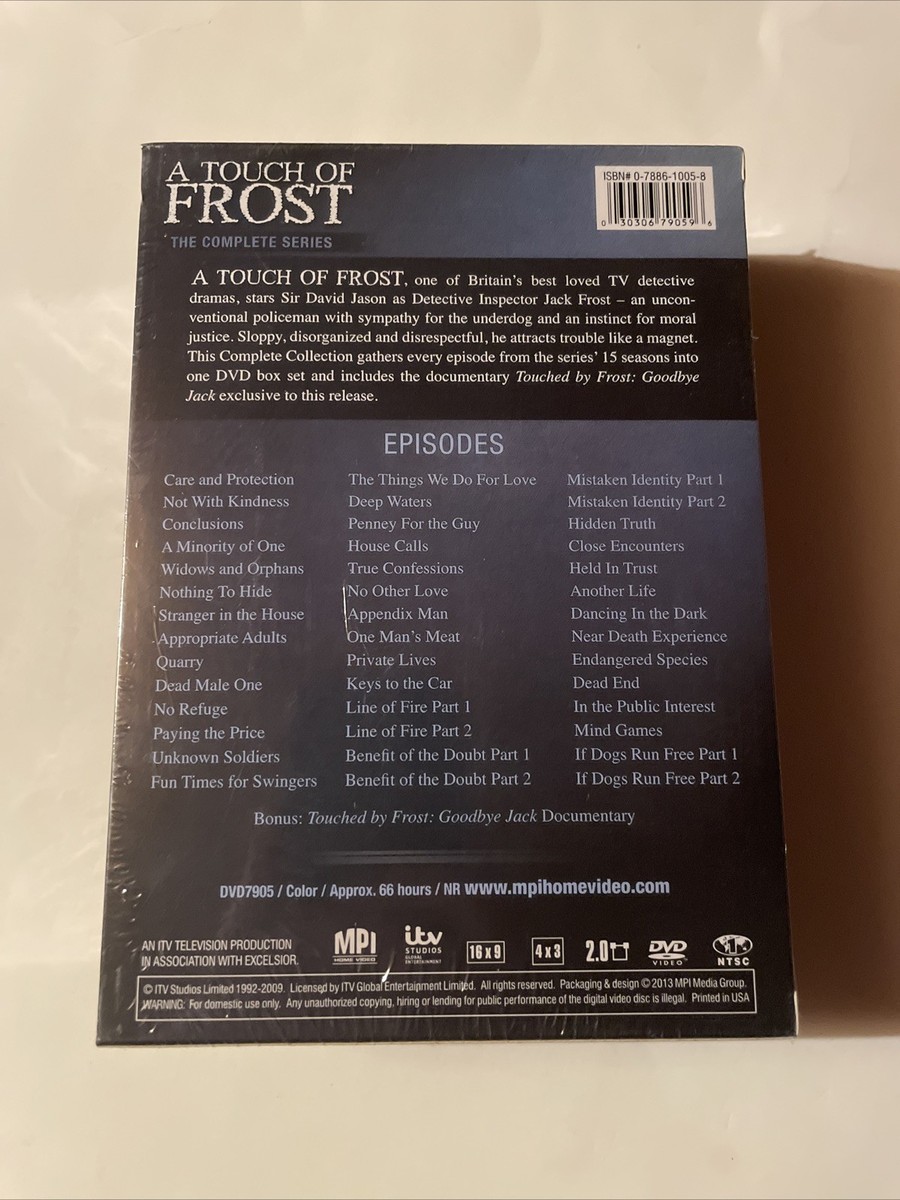 A TOUCH OF
FROST
THE COMPLETE SERIES
ISBN# 0-7886-1005-8
0 30306 79059 6
A TOUCH OF FROST, one of Britain's best loved TV detective
dramas, stars Sir David Jason as Detective Inspector Jack Frost – an uncon-
ventional policeman with sympathy for the underdog and an instinct for moral
justice. Sloppy, disorganized and disrespectful, he attracts trouble like a magnet.
This Complete Collection gathers every episode from the series' 15 seasons into
one DVD box set and includes the documentary Touched by Frost: Goodbye
Jack exclusive to this release.
EPISODES
Care and Protection
Not With Kindness
Conclusions
A Minority of One
Widows and Orphans
Nothing To Hide
Stranger in the House
Appropriate Adults
Quarry
Dead Male One
No Refuge
Paying the Price
Unknown Soldiers
Fun Times for Swingers
The Things We Do For Love
Deep Waters
Penney For the Guy
House Calls
True Confessions
No Other Love
Appendix Man
One Man's Meat
Private Lives
Keys to the Car
Line of Fire Part 1
Line of Fire Part 2
Benefit of the Doubt Part 1
Benefit of the Doubt Part 2
Mistaken Identity Part 1
Mistaken Identity Part 2
Hidden Truth
Close Encounters
Held In Trust
Another Life
Dancing In the Dark
Near Death Experience
Endangered Species
Dead End
In the Public Interest
Mind Games
If Dogs Run Free Part 1
If Dogs Run Free Part 2
Bonus: Touched by Frost: Goodbye Jack Documentary
DVD7905 / Color / Approx. 66 hours / NR www.mpihomevideo.com
AN ITV TELEVISION PRODUCTION
IN ASSOCIATION WITH EXCELSIOR.
MPI
HOME VIDEO
itv
STUDIOS
GLOBAL
ENTERTAINMENT
16 x 9
4 x 3
2.0
DVD
VIDEO
NTSC
© ITV Studios Limited 1992-2009. Licensed by ITV Global Entertainment Limited. All rights reserved. Packaging & design © 2013 MPI Media Group.
WARNING: For domestic use only. Any unauthorized copying, hiring or lending for public performance of the digital video disc is illegal. Printed in USA